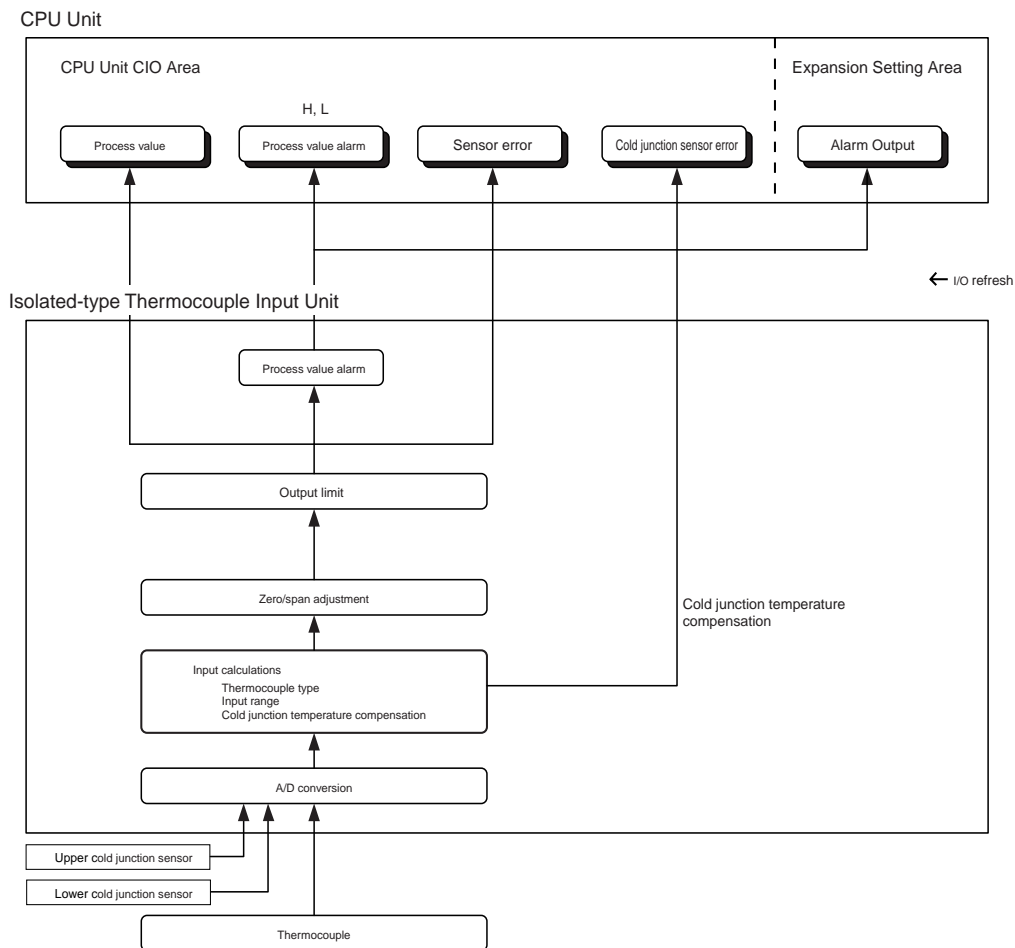 CPU Unit
CPU Unit CIO Area
Expansion Setting Area
H, L
Process value
Process value alarm
Sensor error
Cold junction sensor error
Alarm Output
I/O refresh
Isolated-type Thermocouple Input Unit
Process value alarm
Output limit
Zero/span adjustment
Cold junction temperature
compensation
Input calculations
Thermocouple type
Input range
Cold junction temperature compensation
A/D conversion
Upper cold junction sensor
Lower cold junction sensor
Thermocouple